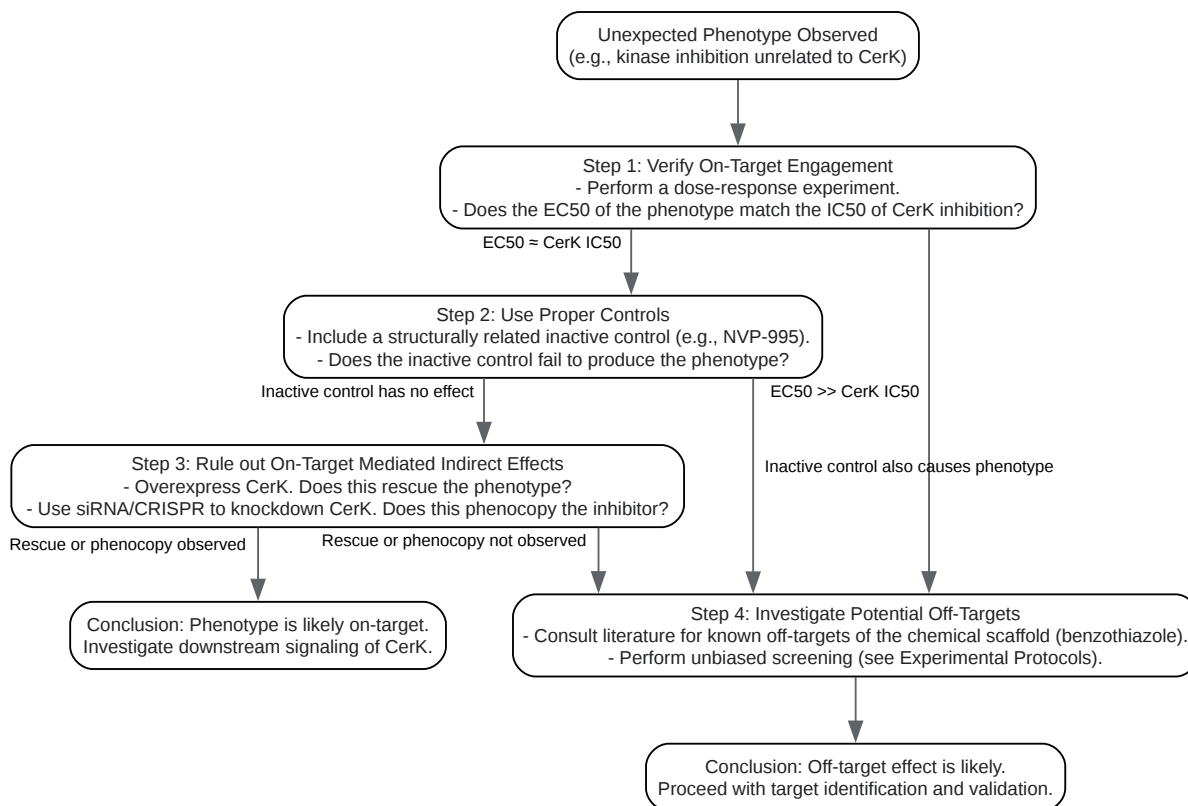 Unexpected Phenotype Observed
(e.g., kinase inhibition unrelated to CerK)
Step 1: Verify On-Target Engagement
- Perform a dose-response experiment.
- Does the EC50 of the phenotype match the IC50 of CerK inhibition?
EC50 ≈ CerK IC50
Step 2: Use Proper Controls
- Include a structurally related inactive control (e.g., NVP-995).
- Does the inactive control fail to produce the phenotype?
Inactive control has no effect
EC50 >> CerK IC50
Step 3: Rule out On-Target Mediated Indirect Effects
- Overexpress CerK. Does this rescue the phenotype?
- Use siRNA/CRISPR to knockdown CerK. Does this phenocopy the inhibitor?
Inactive control also causes phenotype
Rescue or phenocopy observed
Rescue or phenocopy not observed
Conclusion: Phenotype is likely on-target.
Investigate downstream signaling of CerK.
Step 4: Investigate Potential Off-Targets
- Consult literature for known off-targets of the chemical scaffold (benzothiazole).
- Perform unbiased screening (see Experimental Protocols).
Conclusion: Off-target effect is likely.
Proceed with target identification and validation.